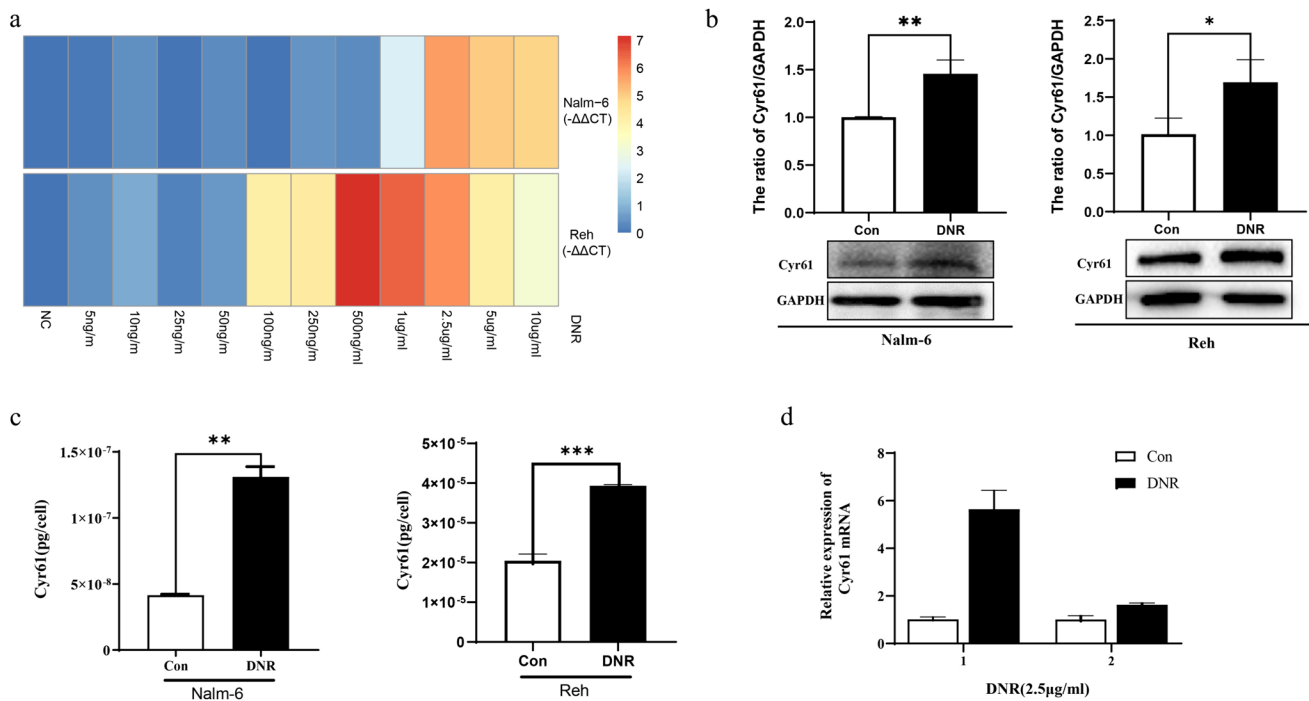 a
7
6
5
4
3
2
1
0
Nalm-6
(-ΔΔCT)
Reh
(-ΔΔCT)
NC
5ng/m
10ng/m
25ng/m
50ng/m
100ng/m
250ng/m
500ng/ml
1ug/ml
2.5ug/ml
5ug/ml
10ug/ml
DNR
b
The ratio of Cyr61/GAPDH
2.0
1.5
1.0
0.5
0.0
**
Con
DNR
Cyr61
GAPDH
Nalm-6
The ratio of Cyr61/GAPDH
2.5
2.0
1.5
1.0
0.5
0.0
*
Con
DNR
Cyr61
GAPDH
Reh
c
Cyr61(pg/cell)
1.5×10⁻⁷
1×10⁻⁷
5×10⁻⁸
0
**
Con
DNR
Nalm-6
Cyr61(pg/cell)
5×10⁻⁵
4×10⁻⁵
3×10⁻⁵
2×10⁻⁵
1×10⁻⁵
0
***
Con
DNR
Reh
d
Relative expression of
Cyr61 mRNA
8
6
4
2
0
Con
DNR
1
2
DNR(2.5μg/ml)